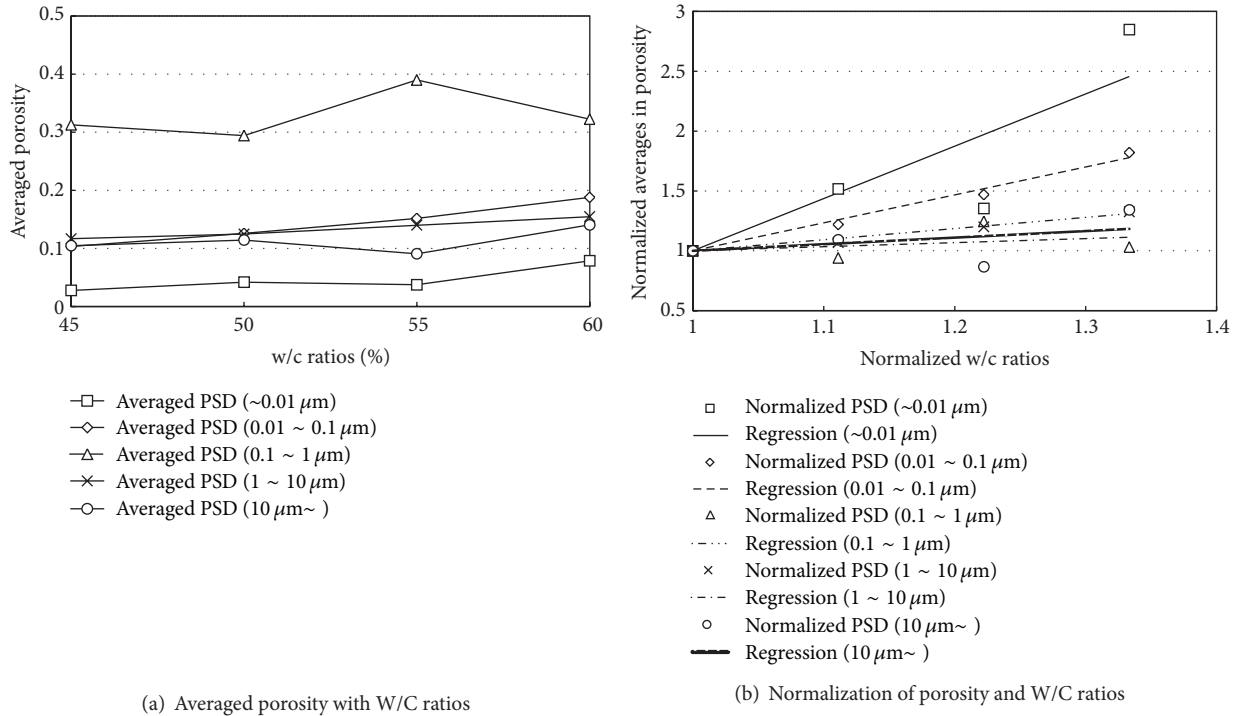 0.5
0.4
0.3
0.2
0.1
0
Averaged porosity
45
50
55
60
w/c ratios (%)
Averaged PSD (~0.01 µm)
Averaged PSD (0.01 ~ 0.1 µm)
Averaged PSD (0.1 ~ 1 µm)
Averaged PSD (1 ~ 10 µm)
Averaged PSD (10 µm~ )
(a) Averaged porosity with W/C ratios
3
2.5
2
1.5
1
0.5
Normalized averages in porosity
1
1.1
1.2
1.3
1.4
Normalized w/c ratios
Normalized PSD (~0.01 µm)
Regression (~0.01 µm)
Normalized PSD (0.01 ~ 0.1 µm)
Regression (0.01 ~ 0.1 µm)
Normalized PSD (0.1 ~ 1 µm)
Regression (0.1 ~ 1 µm)
Normalized PSD (1 ~ 10 µm)
Regression (1 ~ 10 µm)
Normalized PSD (10 µm~ )
Regression (10 µm~ )
(b) Normalization of porosity and W/C ratios